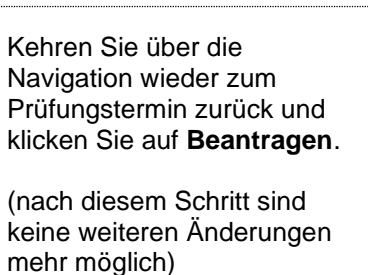 Kehren Sie über die
Navigation wieder zum
Prüfungstermin zurück und
klicken Sie auf Beantragen.
(nach diesem Schritt sind
keine weiteren Änderungen
mehr möglich)